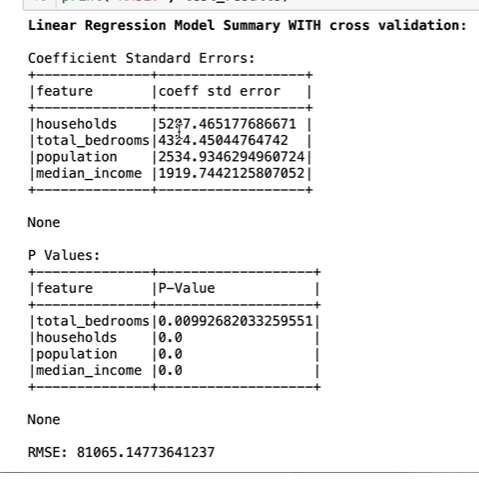 Linear Regression Model Summary WITH cross validation:
Coefficient Standard Errors:
+--------------+------------------+
|feature       |coeff std error   |
+--------------+------------------+
|households    |5297.465177686671 |
|total_bedrooms|4324.45044764742  |
|population    |2534.9346294960724|
|median_income |1919.7442125807052|
+--------------+------------------+
None
P Values:
+--------------+-------------------+
|feature       |P-Value            |
+--------------+-------------------+
|total_bedrooms|0.00992682033259551|
|households    |0.0                |
|population    |0.0                |
|median_income |0.0                |
+--------------+-------------------+
None
RMSE: 81065.14773641237